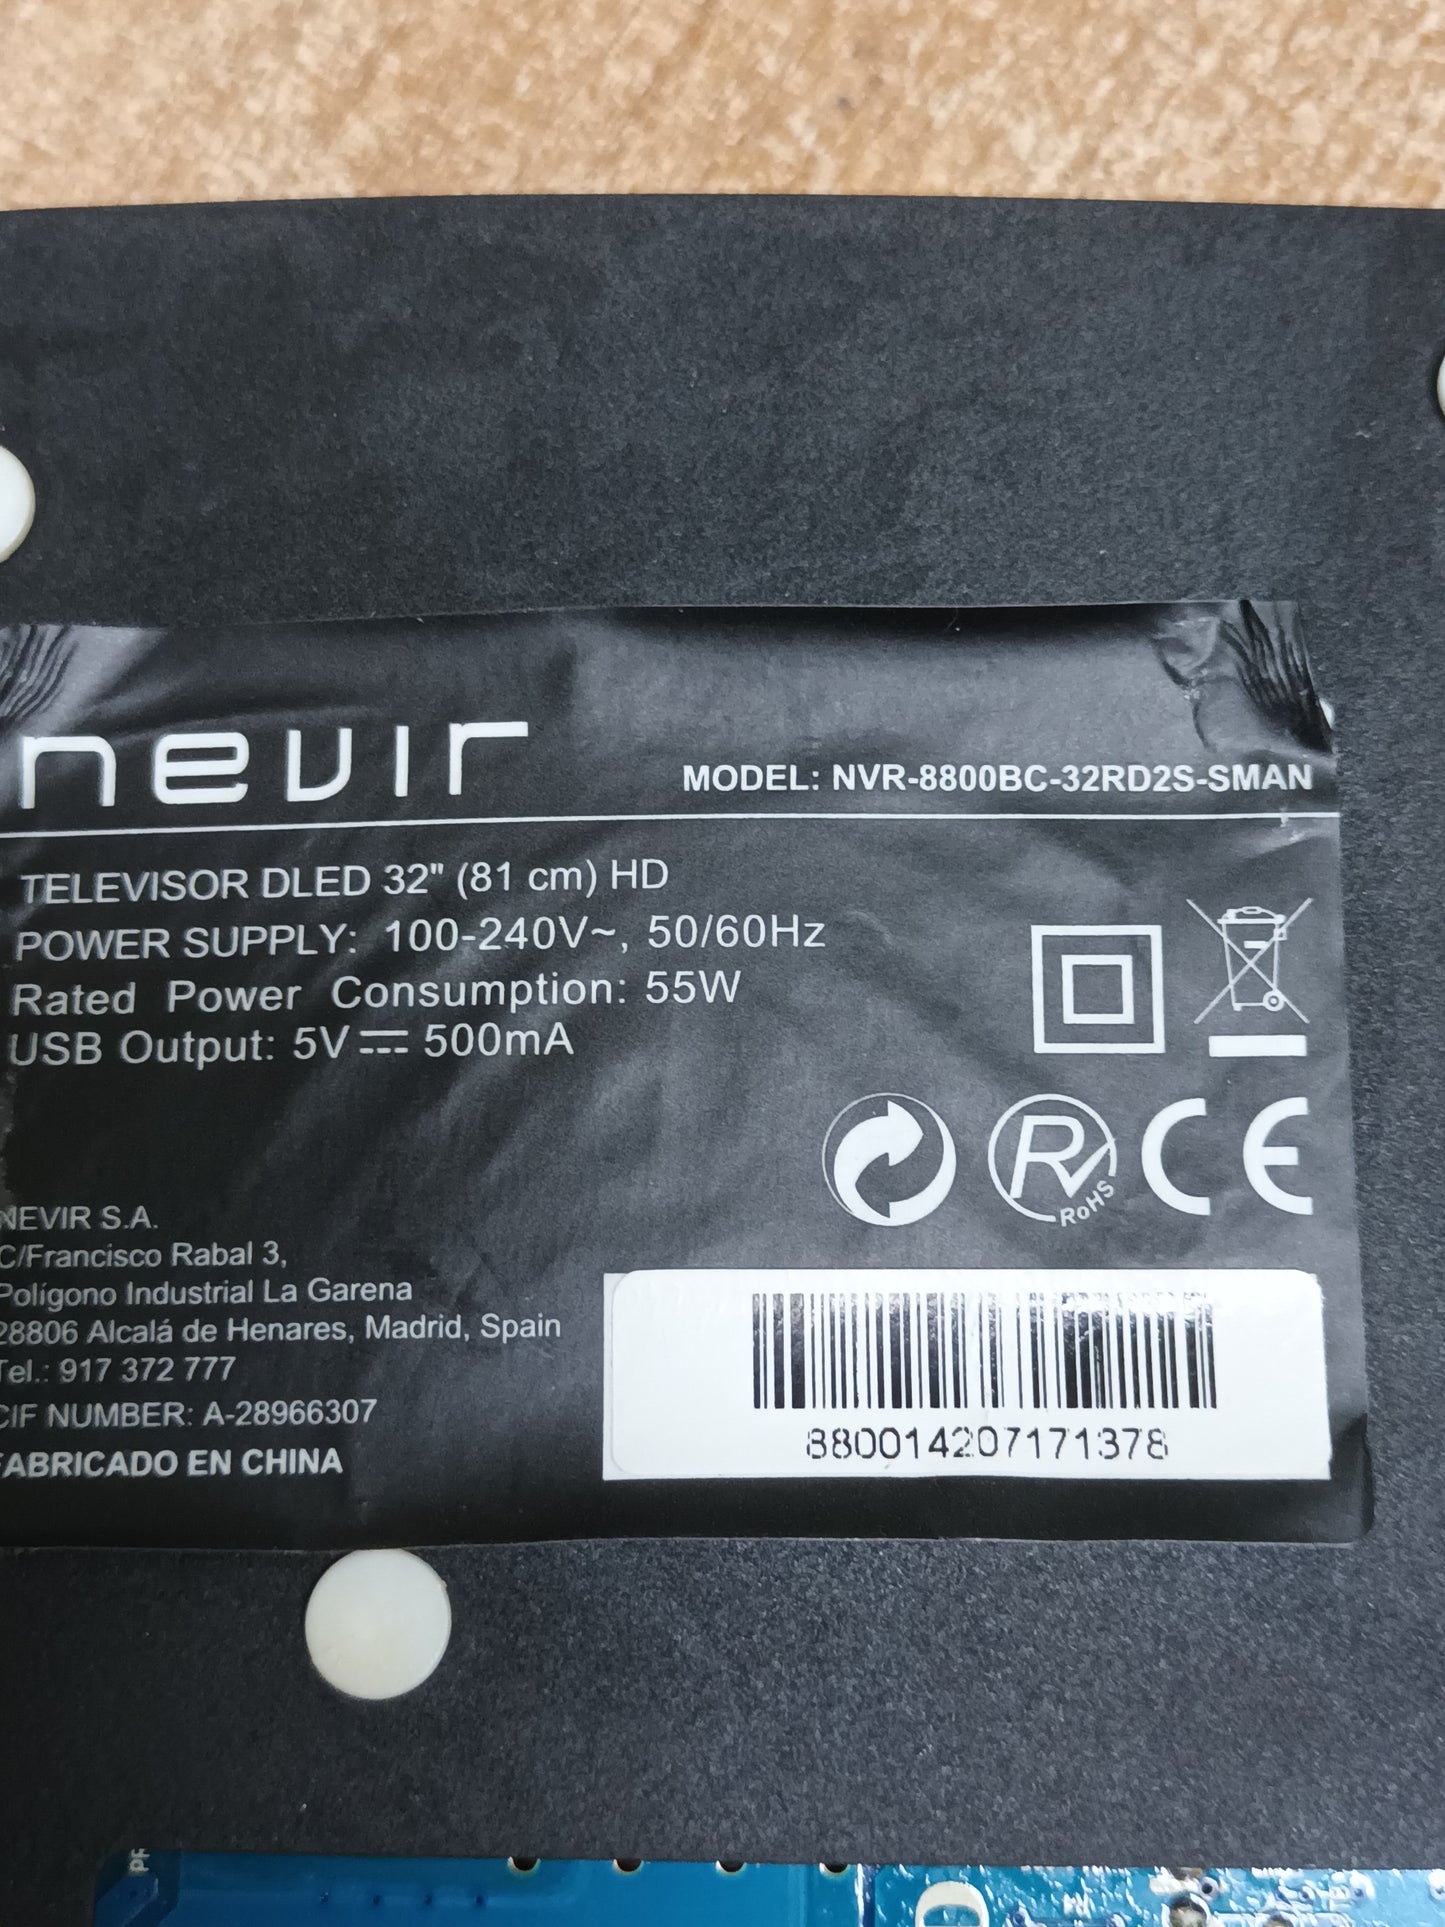 nevir
MODEL: NVR-8800BC-32RD2S-SMAN
TELEVISOR DLED 32" (81 cm) HD
POWER SUPPLY: 100-240V~, 50/60Hz
Rated Power Consumption: 55W
USB Output: 5V⎓ 500mA
RoHS
CE
NEVIR S.A.
C/Francisco Rabal 3,
Polígono Industrial La Garena
28806 Alcalá de Henares, Madrid, Spain
Tel.: 917 372 777
CIF NUMBER: A-28966307
FABRICADO EN CHINA
880014207171378